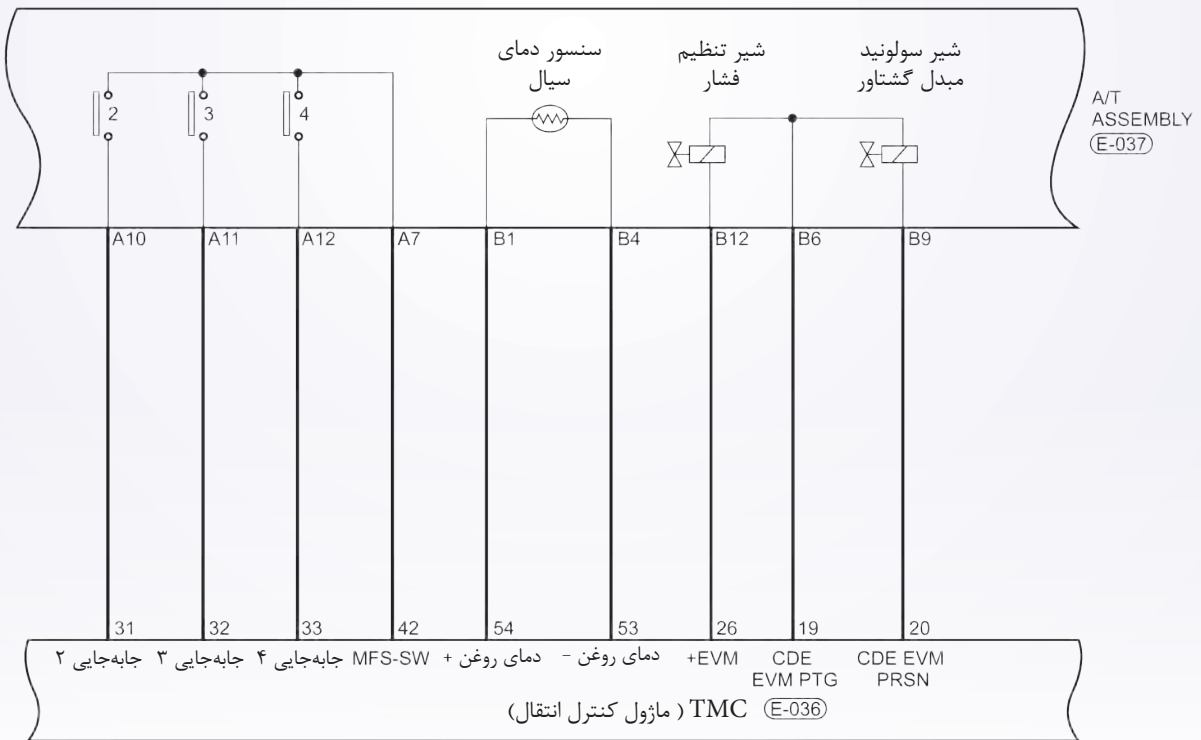 سنسور دمای
سیال
شیر تنظیم
فشار
شیر سولونید
مبدل گشتاور
A/T
ASSEMBLY
E-037
2
3
4
A10
A11
A12
A7
B1
B4
B12
B6
B9
31
32
33
42
54
53
26
19
20
جابه‌جایی ۲
جابه‌جایی ۳
جابه‌جایی ۴
MFS-SW
دمای روغن +
دمای روغن -
+EVM
CDE
EVM PTG
CDE EVM
PRSN
TMC ( ماژول کنترل انتقال)
E-036